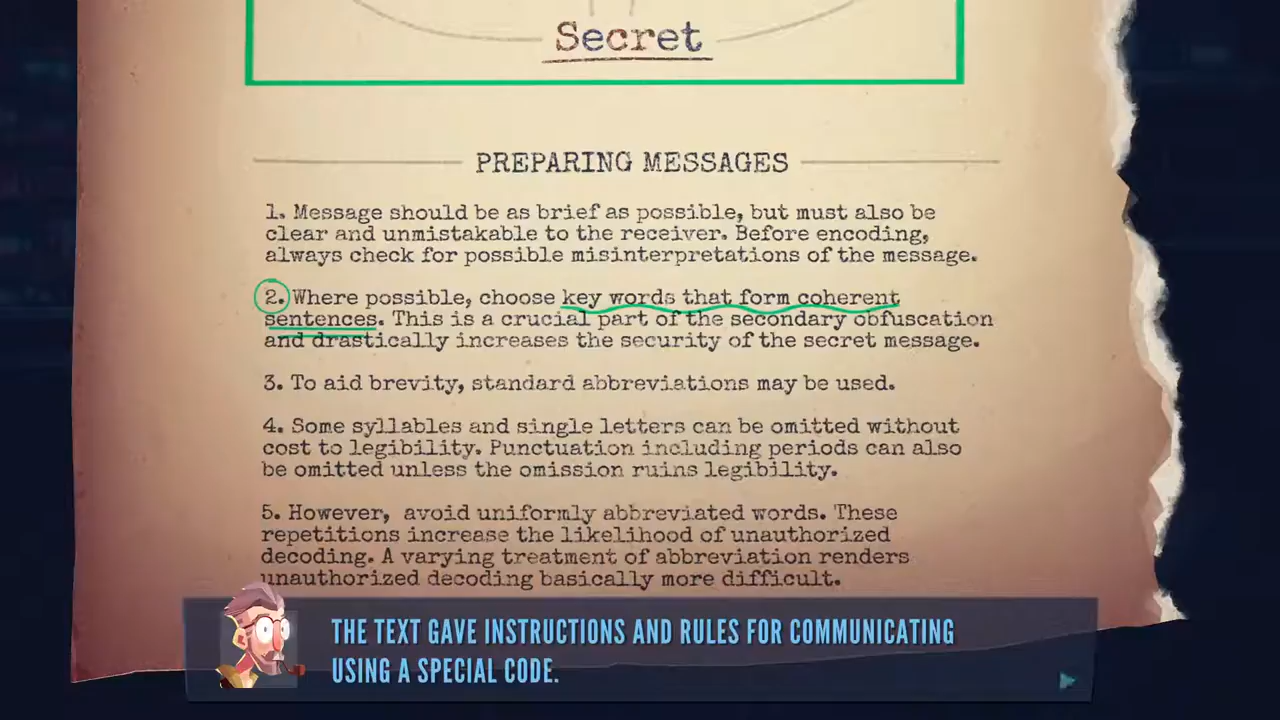 Secret
PREPARING MESSAGES
1. Message should be as brief as possible, but must also be
clear and unmistakable to the receiver. Before encoding,
always check for possible misinterpretations of the message.
2. Where possible, choose key words that form coherent
sentences. This is a crucial part of the secondary obfuscation
and drastically increases the security of the secret message.
3. To aid brevity, standard abbreviations may be used.
4. Some syllables and single letters can be omitted without
cost to legibility. Punctuation including periods can also
be omitted unless the omission ruins legibility.
5. However, avoid uniformly abbreviated words. These
repetitions increase the likelihood of unauthorized
decoding. A varying treatment of abbreviation renders
unauthorized decoding basically more difficult.
THE TEXT GAVE INSTRUCTIONS AND RULES FOR COMMUNICATING
USING A SPECIAL CODE.